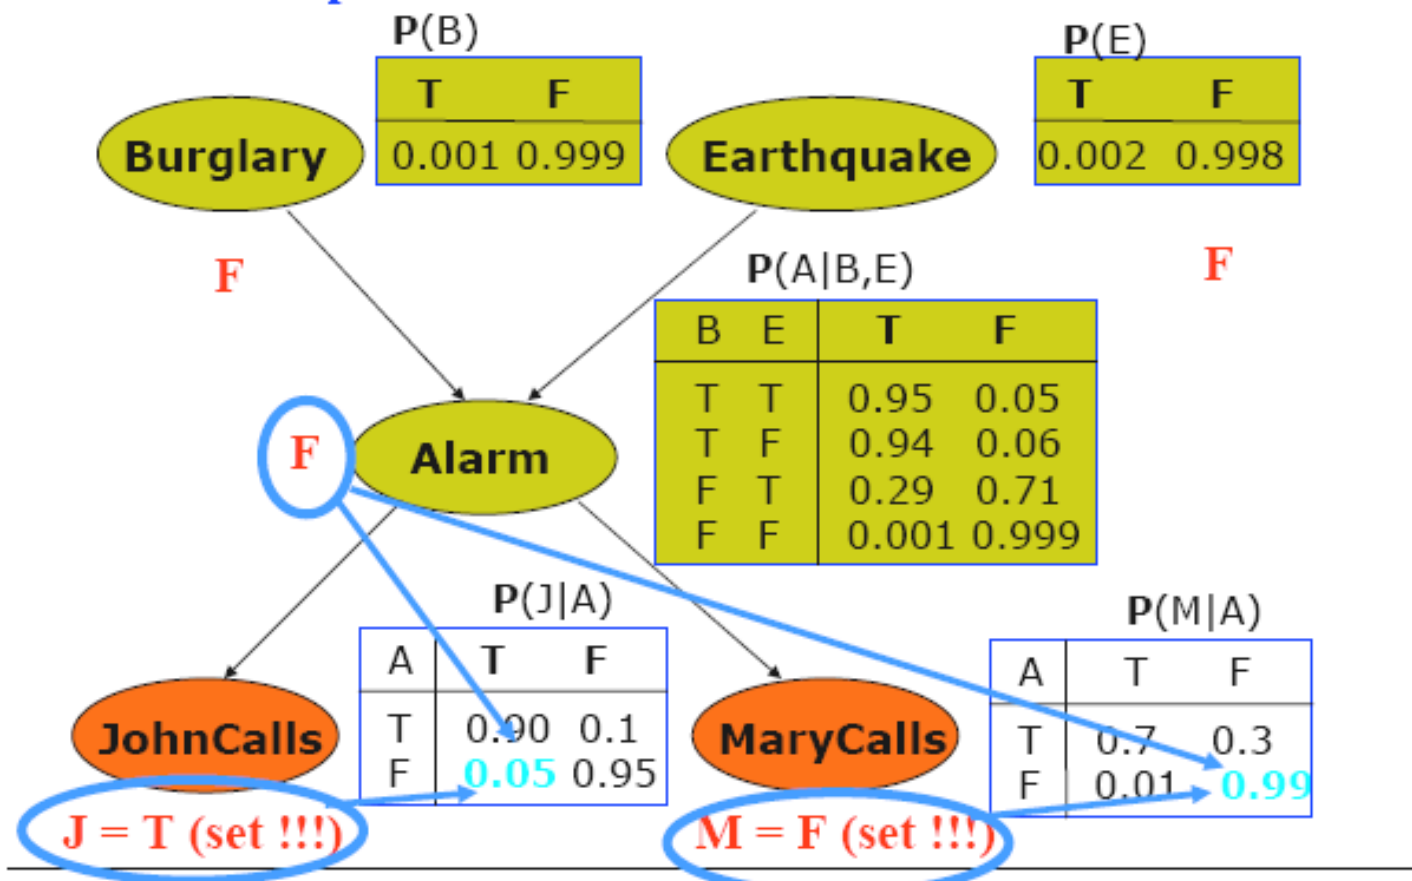 P(B)
T F
0.001 0.999
Burglary
P(E)
T F
0.002 0.998
Earthquake
F
F
P(A|B,E)
B E T F
T T 0.95 0.05
T F 0.94 0.06
F T 0.29 0.71
F F 0.001 0.999
F
Alarm
P(J|A)
A T F
T 0.90 0.1
F 0.05 0.95
JohnCalls
J = T (set !!!)
P(M|A)
A T F
T 0.7 0.3
F 0.01 0.99
MaryCalls
M = F (set !!!)